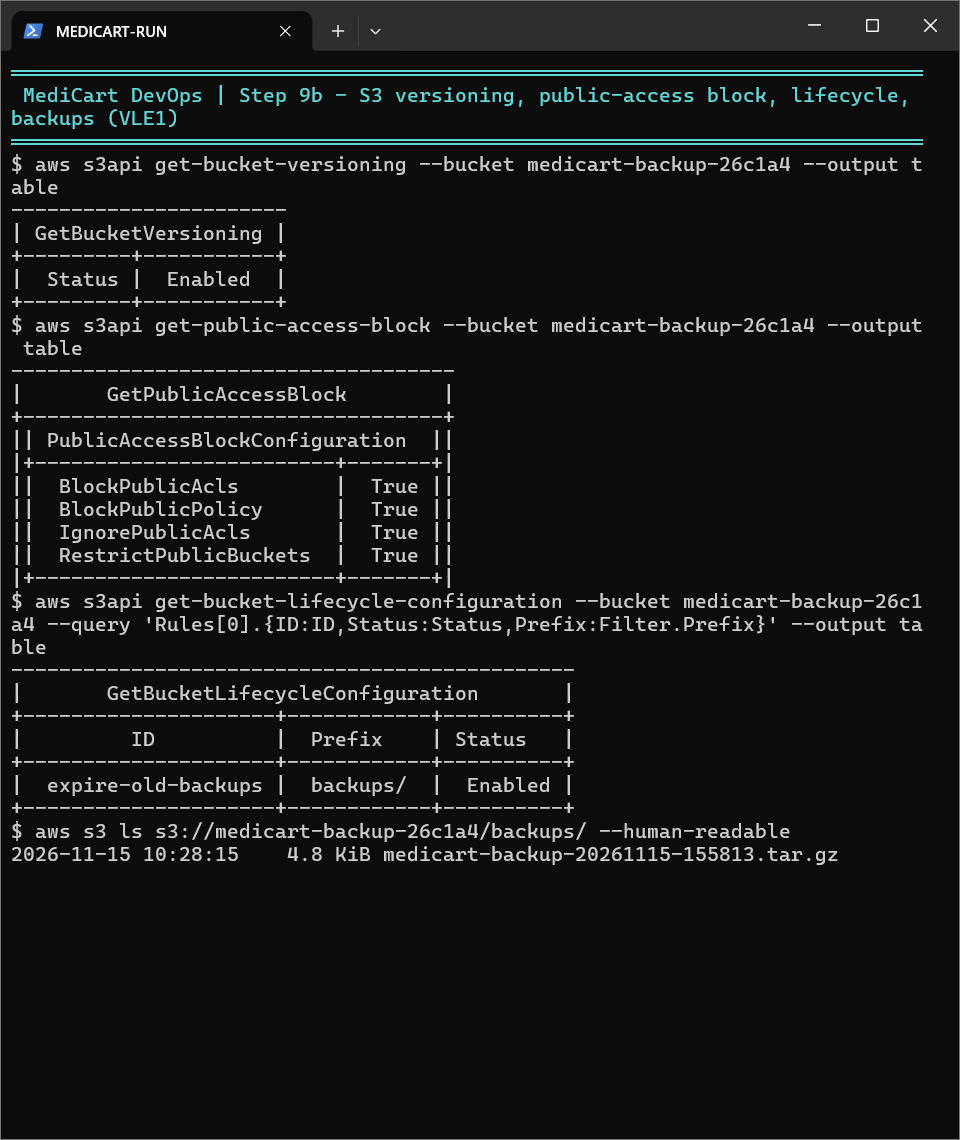 MEDICART-RUN
MediCart DevOps | Step 9b - S3 versioning, public-access block, lifecycle,
backups (VLE1)
$ aws s3api get-bucket-versioning --bucket medicart-backup-26c1a4 --output t
able
-----------------------
| GetBucketVersioning |
+---------+-----------+
|  Status |  Enabled  |
+---------+-----------+
$ aws s3api get-public-access-block --bucket medicart-backup-26c1a4 --output
 table
-------------------------------------
|       GetPublicAccessBlock        |
+-----------------------------------+
|| PublicAccessBlockConfiguration  ||
|+-------------------------+-------+|
||  BlockPublicAcls        |  True ||
||  BlockPublicPolicy      |  True ||
||  IgnorePublicAcls       |  True ||
||  RestrictPublicBuckets  |  True ||
|+-------------------------+-------+|
$ aws s3api get-bucket-lifecycle-configuration --bucket medicart-backup-26c1
a4 --query 'Rules[0].{ID:ID,Status:Status,Prefix:Filter.Prefix}' --output ta
ble
-----------------------------------------------
|       GetBucketLifecycleConfiguration       |
+---------------------+------------+----------+
|         ID          |  Prefix    | Status   |
+---------------------+------------+----------+
|  expire-old-backups |  backups/  |  Enabled |
+---------------------+------------+----------+
$ aws s3 ls s3://medicart-backup-26c1a4/backups/ --human-readable
2026-11-15 10:28:15    4.8 KiB medicart-backup-20261115-155813.tar.gz